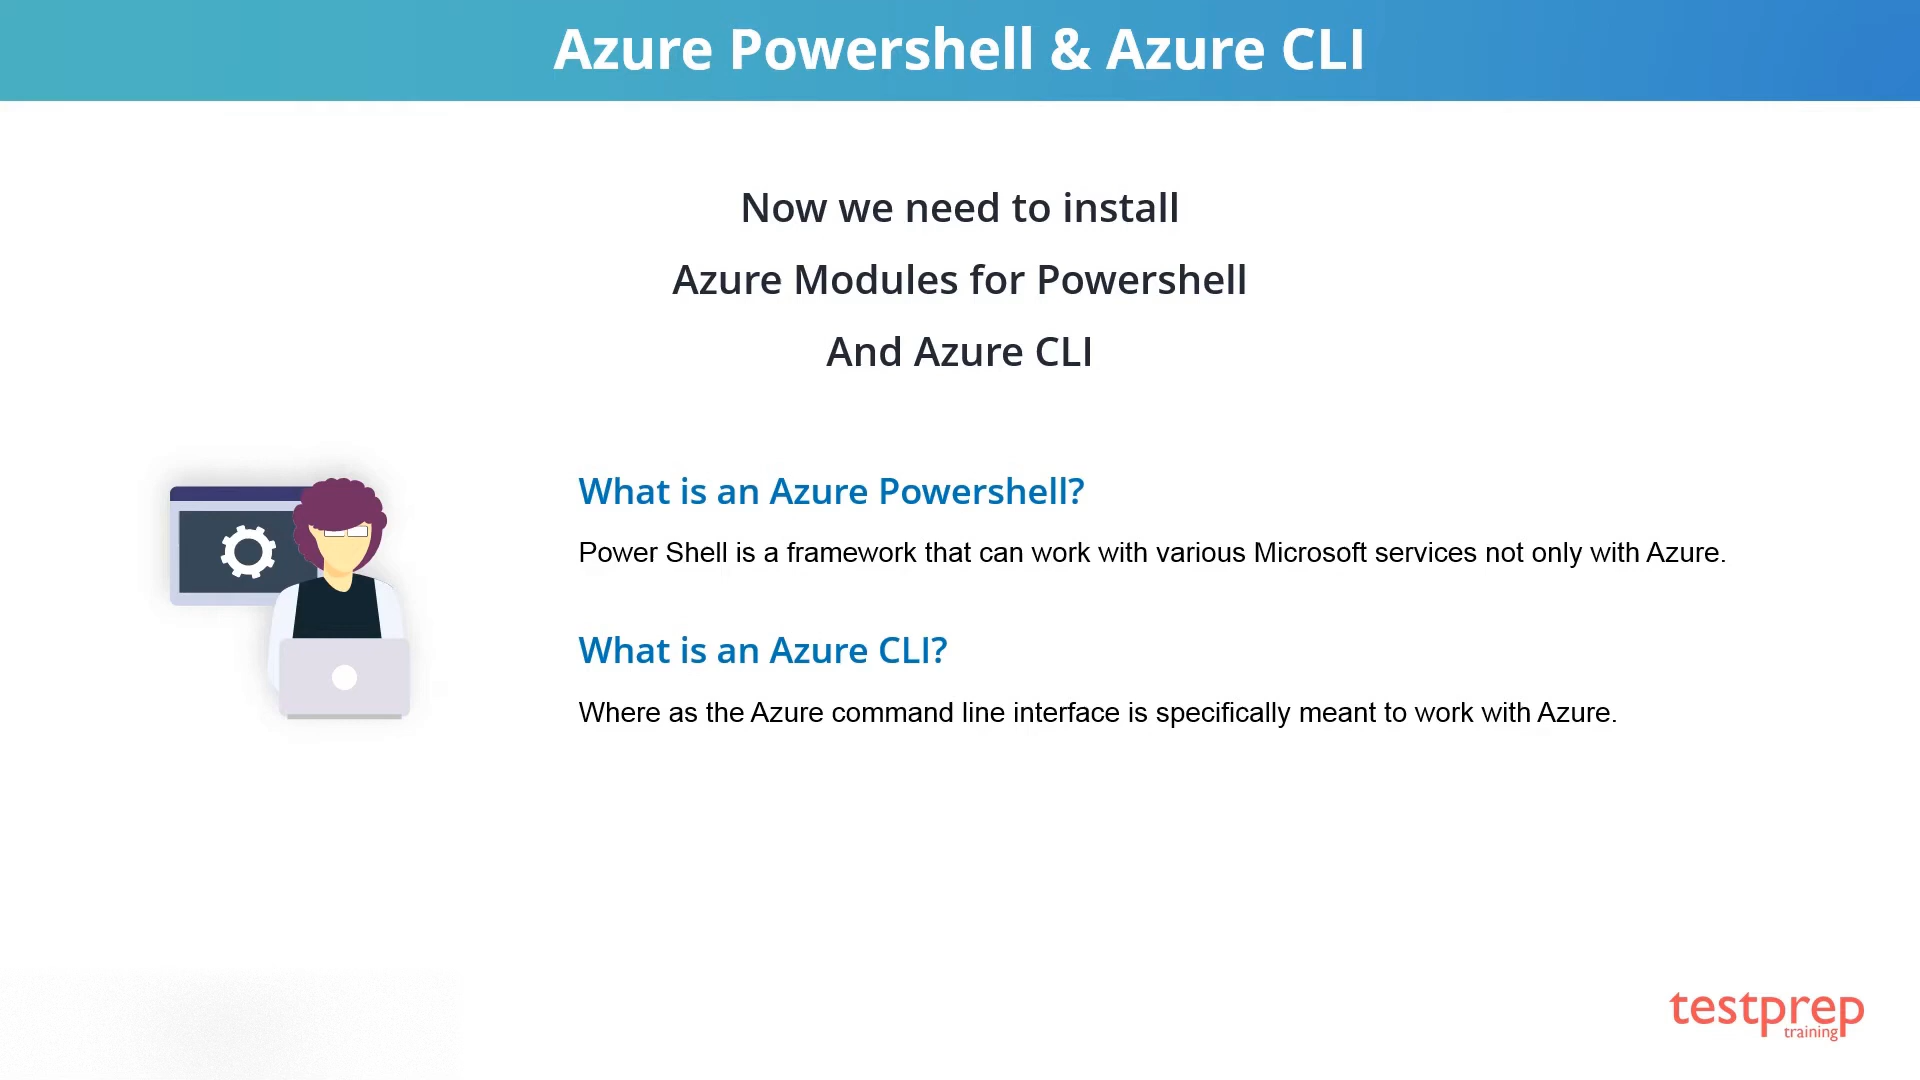 Azure Powershell & Azure CLI
Now we need to install
Azure Modules for Powershell
And Azure CLI
What is an Azure Powershell?
Power Shell is a framework that can work with various Microsoft services not only with Azure.
What is an Azure CLI?
Where as the Azure command line interface is specifically meant to work with Azure.
testprep
training